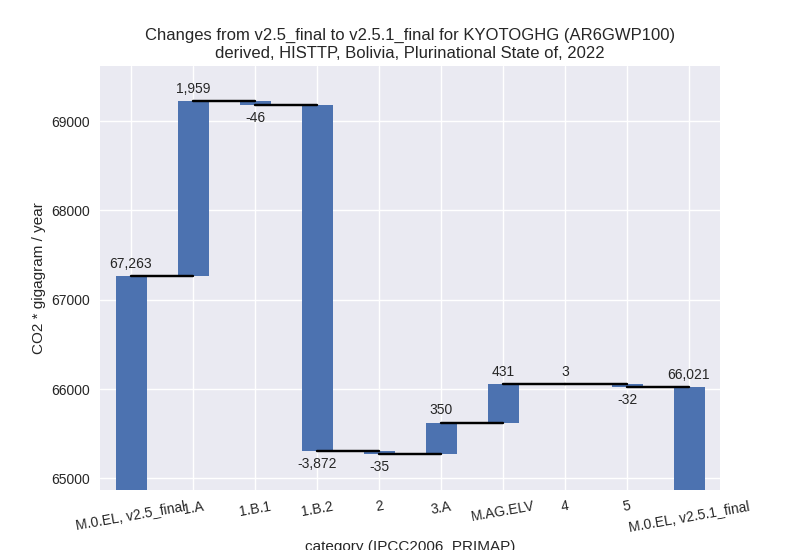 Changes from v2.5_final to v2.5.1_final for KYOTOGHG (AR6GWP100)
derived, HISTTP, Bolivia, Plurinational State of, 2022
CO2 * gigagram / year
69000
68000
67000
66000
65000
67,263
1,959
-46
-3,872
-35
350
431
3
-32
66,021
M.0.EL, v2.5_final
1.A
1.B.1
1.B.2
2
3.A
M.AG.ELV
4
5
M.0.EL, v2.5.1_final
category (IPCC2006_PRIMAP)